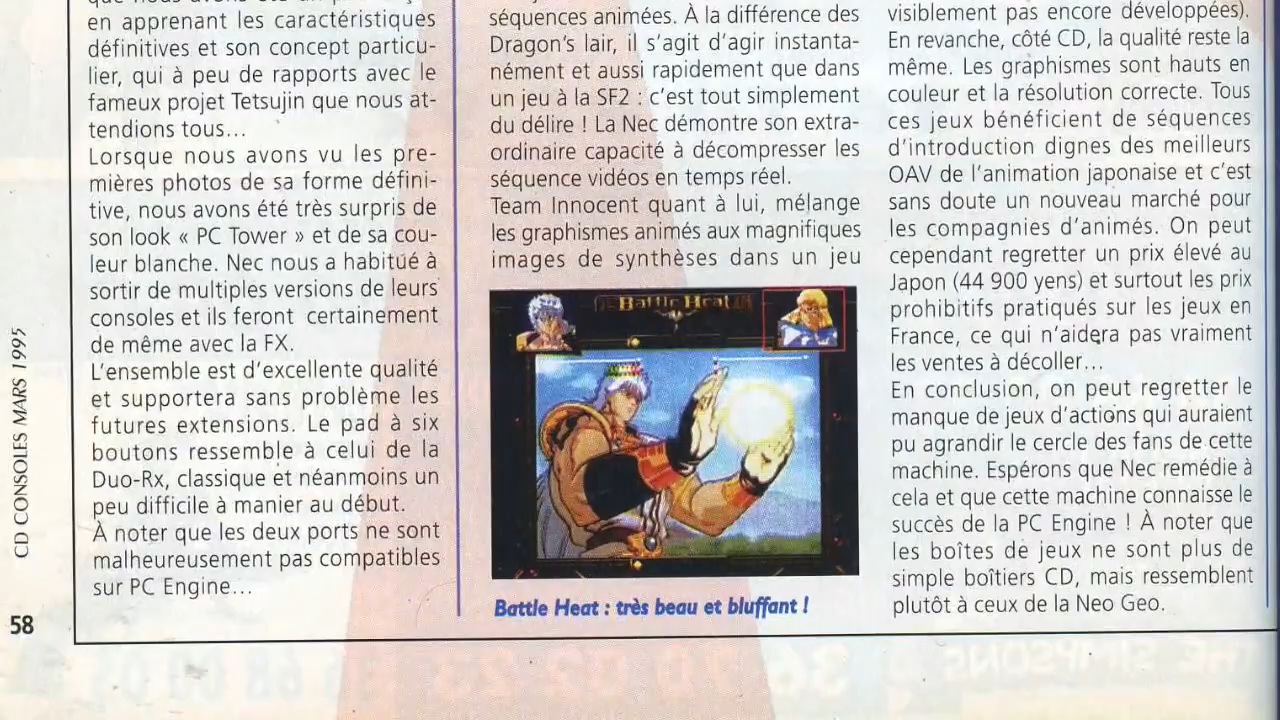 en apprenant les caractéristiques
définitives et son concept particu-
lier, qui à peu de rapports avec le
fameux projet Tetsujin que nous at-
tendions tous...
Lorsque nous avons vu les pre-
mières photos de sa forme défini-
tive, nous avons été très surpris de
son look « PC Tower » et de sa cou-
leur blanche. Nec nous a habitué à
sortir de multiples versions de leurs
consoles et ils feront certainement
de même avec la FX.
L'ensemble est d'excellente qualité
et supportera sans problème les
futures extensions. Le pad à six
boutons ressemble à celui de la
Duo-Rx, classique et néanmoins un
peu difficile à manier au début.
À noter que les deux ports ne sont
malheureusement pas compatibles
sur PC Engine...
séquences animées. À la différence des
Dragon's lair, il s'agit d'agir instanta-
nément et aussi rapidement que dans
un jeu à la SF2 : c'est tout simplement
du délire ! La Nec démontre son extra-
ordinaire capacité à décompresser les
séquence vidéos en temps réel.
Team Innocent quant à lui, mélange
les graphismes animés aux magnifiques
images de synthèses dans un jeu
Battle Heat
Battle Heat : très beau et bluffant !
visiblement pas encore développées).
En revanche, côté CD, la qualité reste la
même. Les graphismes sont hauts en
couleur et la résolution correcte. Tous
ces jeux bénéficient de séquences
d'introduction dignes des meilleurs
OAV de l'animation japonaise et c'est
sans doute un nouveau marché pour
les compagnies d'animés. On peut
cependant regretter un prix élevé au
Japon (44 900 yens) et surtout les prix
prohibitifs pratiqués sur les jeux en
France, ce qui n'aidera pas vraiment
les ventes à décoller...
En conclusion, on peut regretter le
manque de jeux d'actions qui auraient
pu agrandir le cercle des fans de cette
machine. Espérons que Nec remédie à
cela et que cette machine connaisse le
succès de la PC Engine ! À noter que
les boîtes de jeux ne sont plus de
simple boîtiers CD, mais ressemblent
plutôt à ceux de la Neo Geo.
CD CONSOLES MARS 1995
58